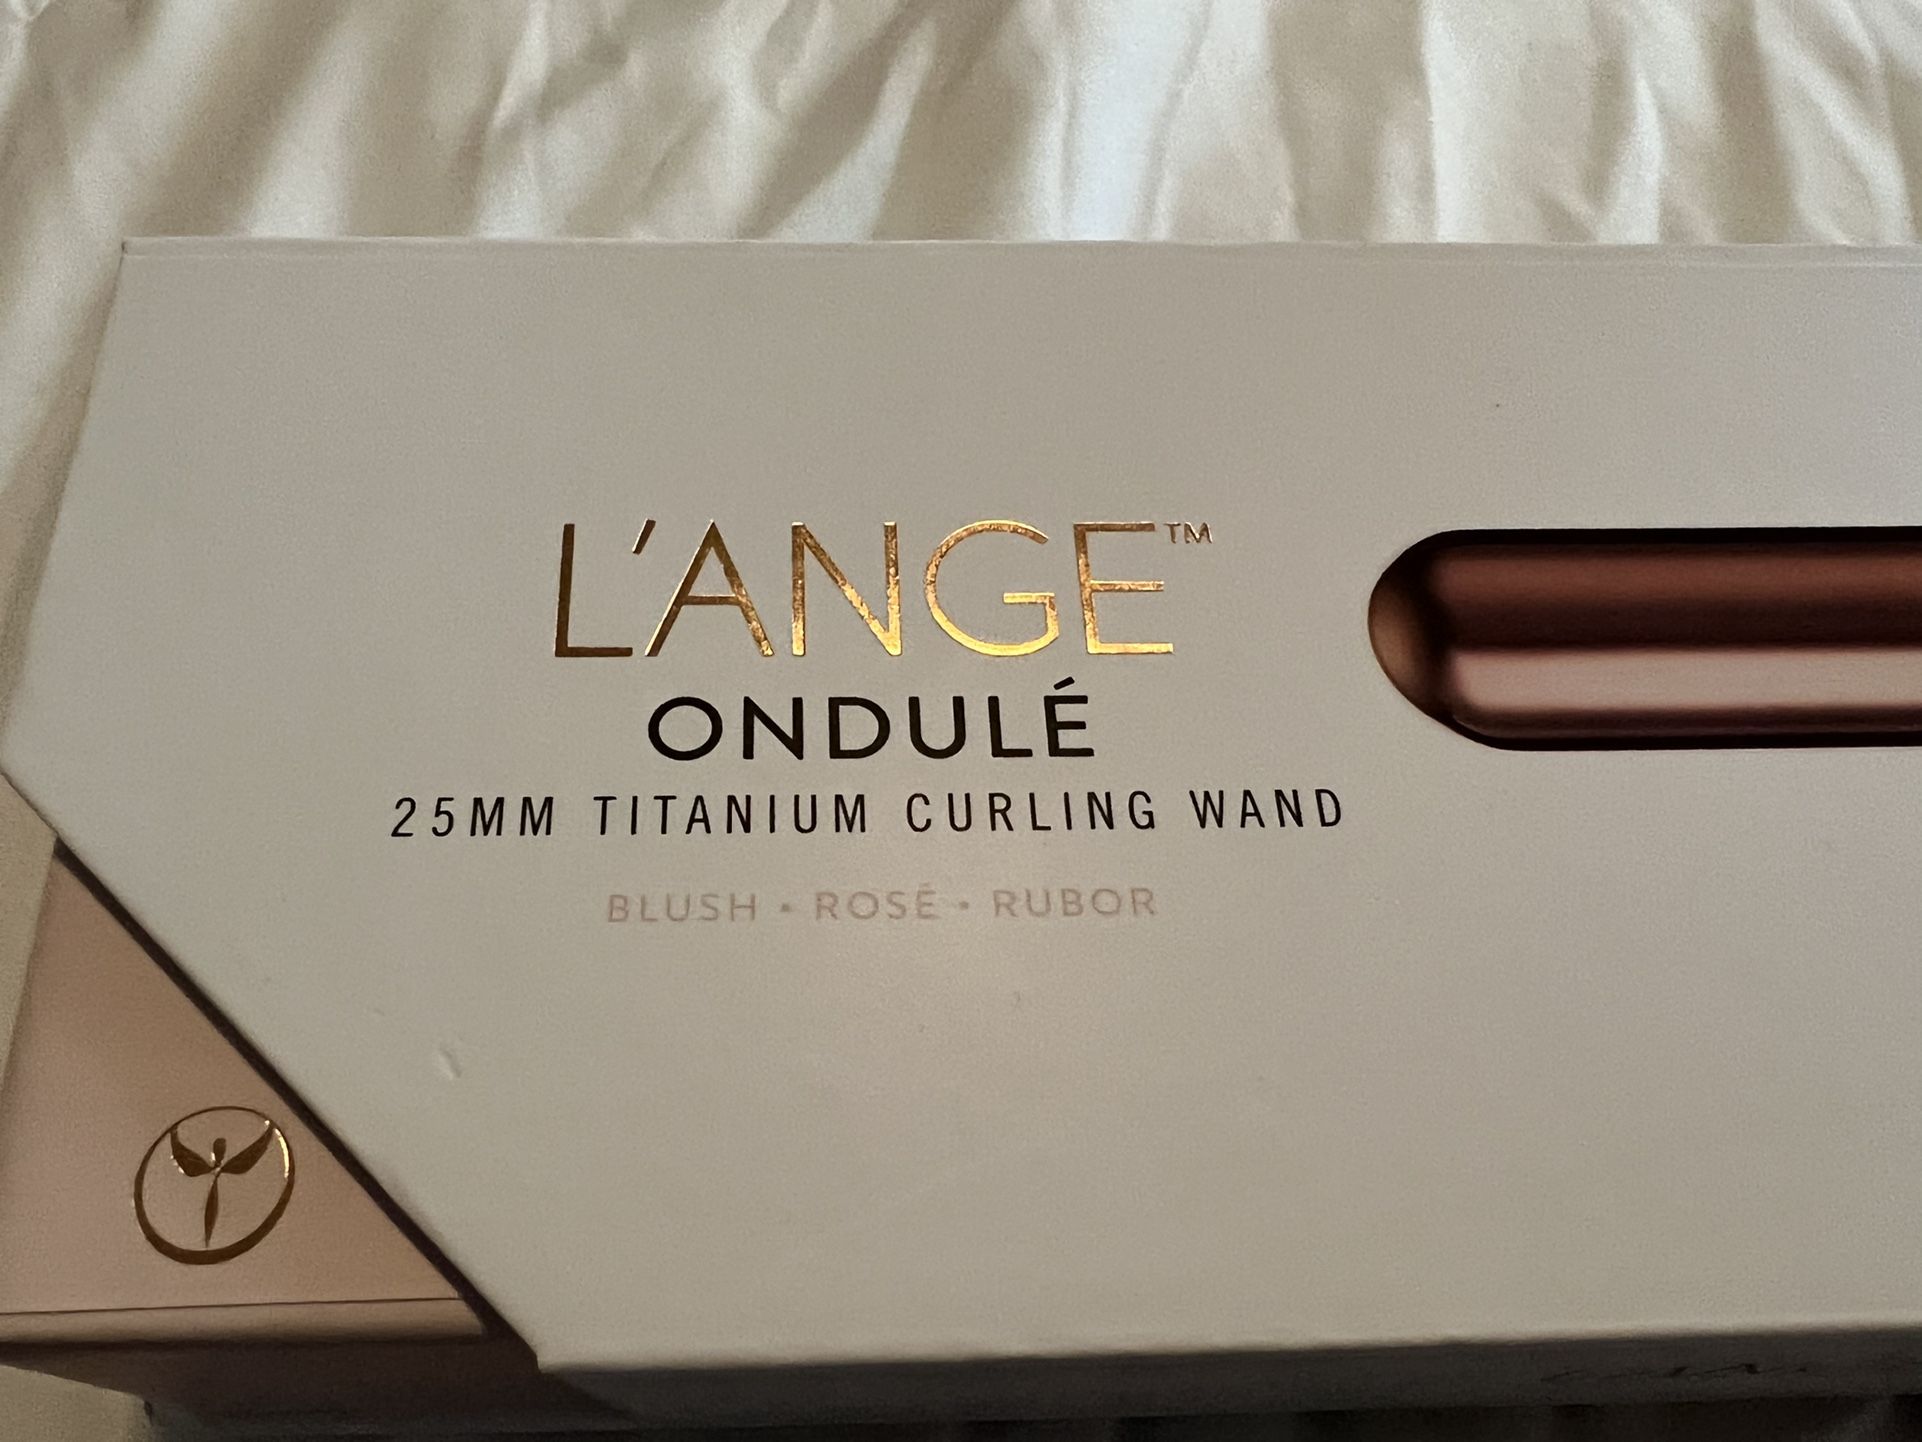 L'ANGE™
ONDULÉ
25MM TITANIUM CURLING WAND
BLUSH • ROSÉ • RUBOR